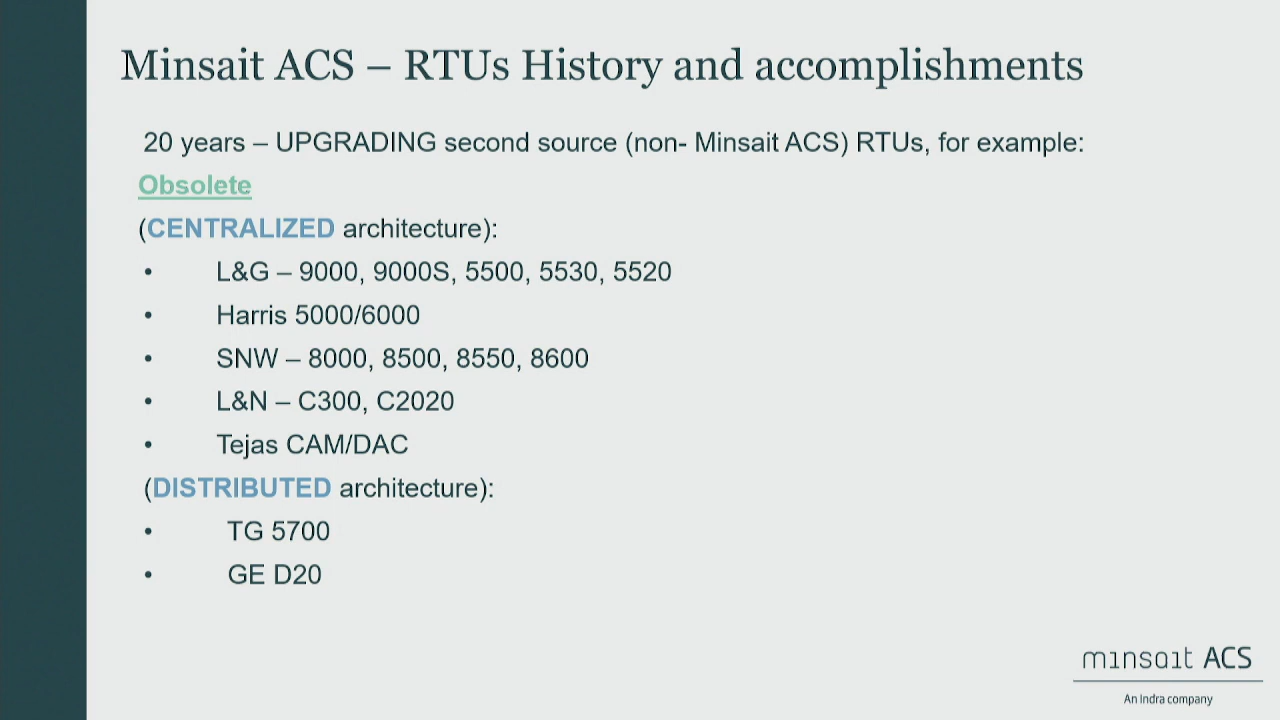 Minsait ACS – RTUs History and accomplishments
20 years – UPGRADING second source (non- Minsait ACS) RTUs, for example:
Obsolete
(CENTRALIZED architecture):
• L&G – 9000, 9000S, 5500, 5530, 5520
• Harris 5000/6000
• SNW – 8000, 8500, 8550, 8600
• L&N – C300, C2020
• Tejas CAM/DAC
(DISTRIBUTED architecture):
• TG 5700
• GE D20
minsait ACS
An Indra company